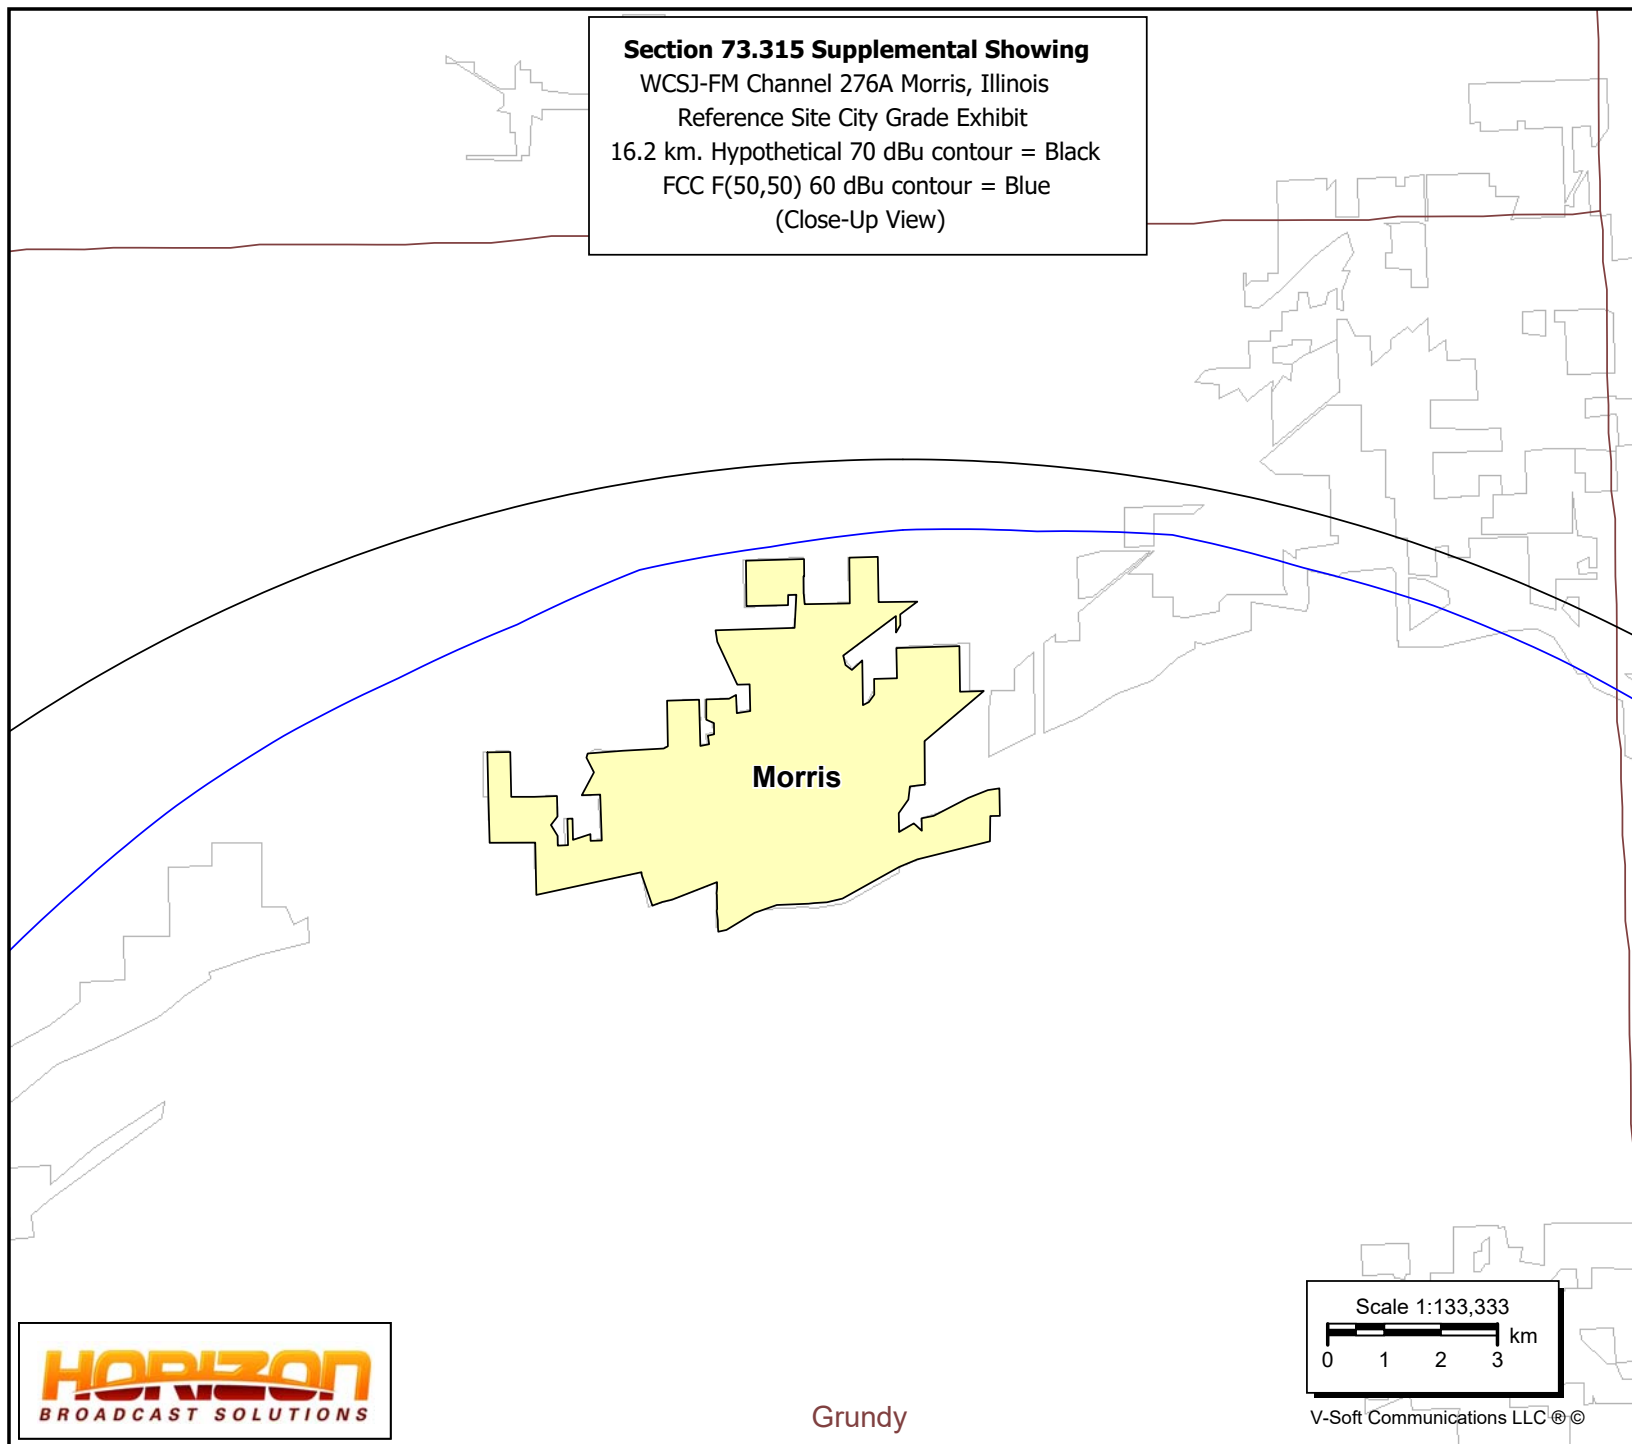 Section 73.315 Supplemental Showing
WCSJ-FM Channel 276A Morris, Illinois
Reference Site City Grade Exhibit
16.2 km. Hypothetical 70 dBu contour = Black
FCC F(50,50) 60 dBu contour = Blue
(Close-Up View)
Morris
HORIZON
BROADCAST SOLUTIONS
Grundy
Scale 1:133,333
km
0 1 2 3
V-Soft Communications LLC ® ©